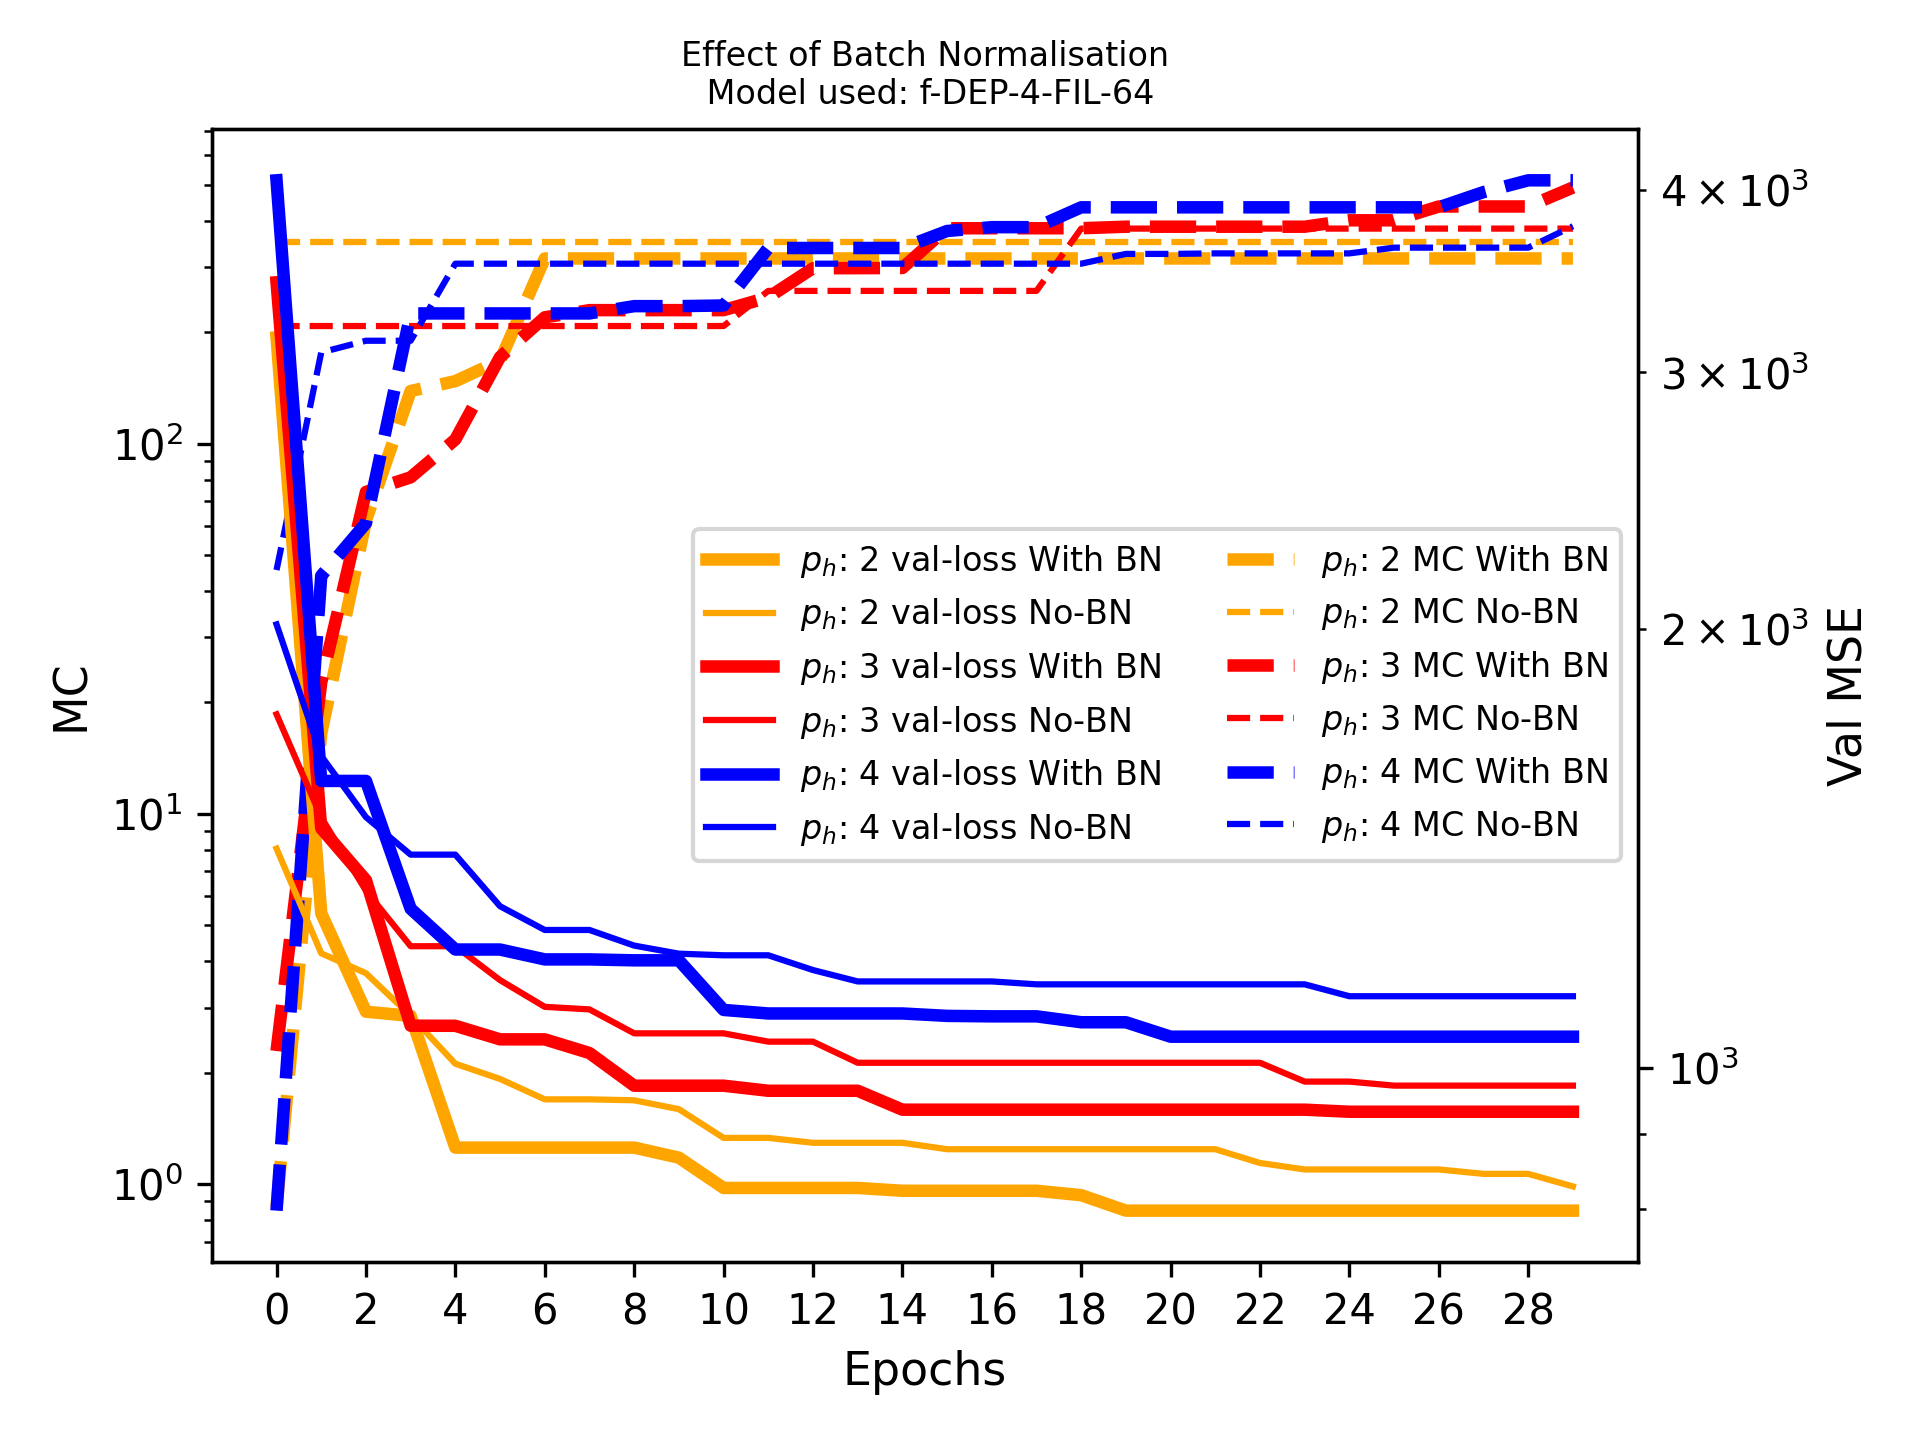 Effect of Batch Normalisation
Model used: f-DEP-4-FIL-64
MC
10²
10¹
10⁰
4 × 10³
3 × 10³
2 × 10³
10³
Val MSE
pₕ: 2 val-loss With BN
pₕ: 2 val-loss No-BN
pₕ: 3 val-loss With BN
pₕ: 3 val-loss No-BN
pₕ: 4 val-loss With BN
pₕ: 4 val-loss No-BN
pₕ: 2 MC With BN
pₕ: 2 MC No-BN
pₕ: 3 MC With BN
pₕ: 3 MC No-BN
pₕ: 4 MC With BN
pₕ: 4 MC No-BN
0 2 4 6 8 10 12 14 16 18 20 22 24 26 28
Epochs